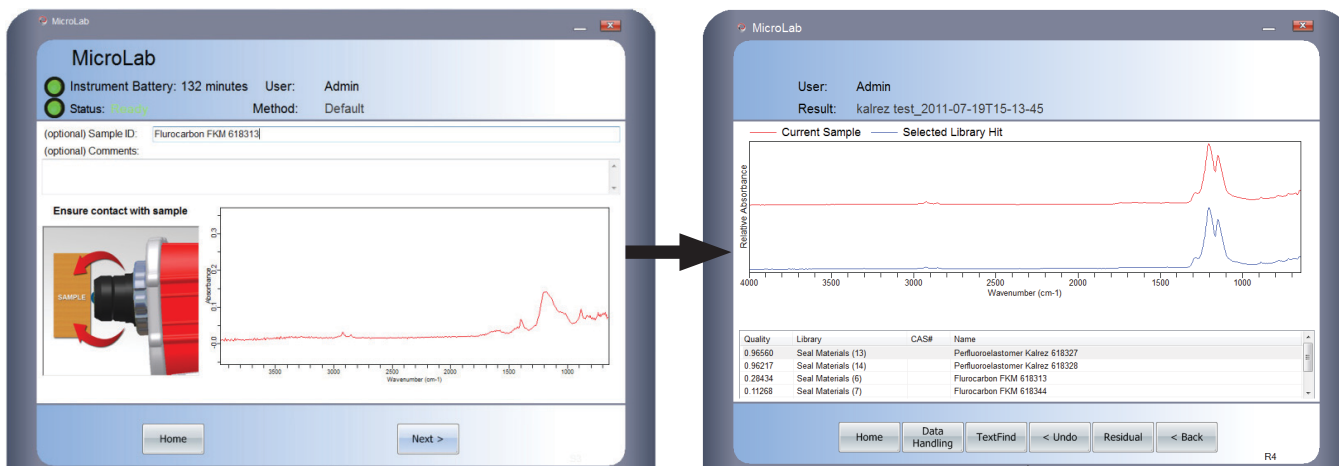 MicroLab
MicroLab
Instrument Battery: 132 minutes User: Admin
Status: Ready Method: Default
(optional) Sample ID: Flurocarbon FKM 618313
(optional) Comments:
Ensure contact with sample
SAMPLE
Absorbance
0.3
0.2
0.1
-0.0
3500 3000 2500 2000 1500 1000
Wavenumber (cm-1)
Home Next >
MicroLab
User: Admin
Result: kalrez test_2011-07-19T15-13-45
Current Sample Selected Library Hit
Relative Absorbance
4000 3500 3000 2500 2000 1500 1000
Wavenumber (cm-1)
Quality Library CAS# Name
0.96560 Seal Materials (13) Perfluoroelastomer Kalrez 618327
0.96217 Seal Materials (14) Perfluoroelastomer Kalrez 618328
0.28434 Seal Materials (6) Flurocarbon FKM 618313
0.11268 Seal Materials (7) Flurocarbon FKM 618344
Home Data Handling TextFind < Undo Residual < Back
R4